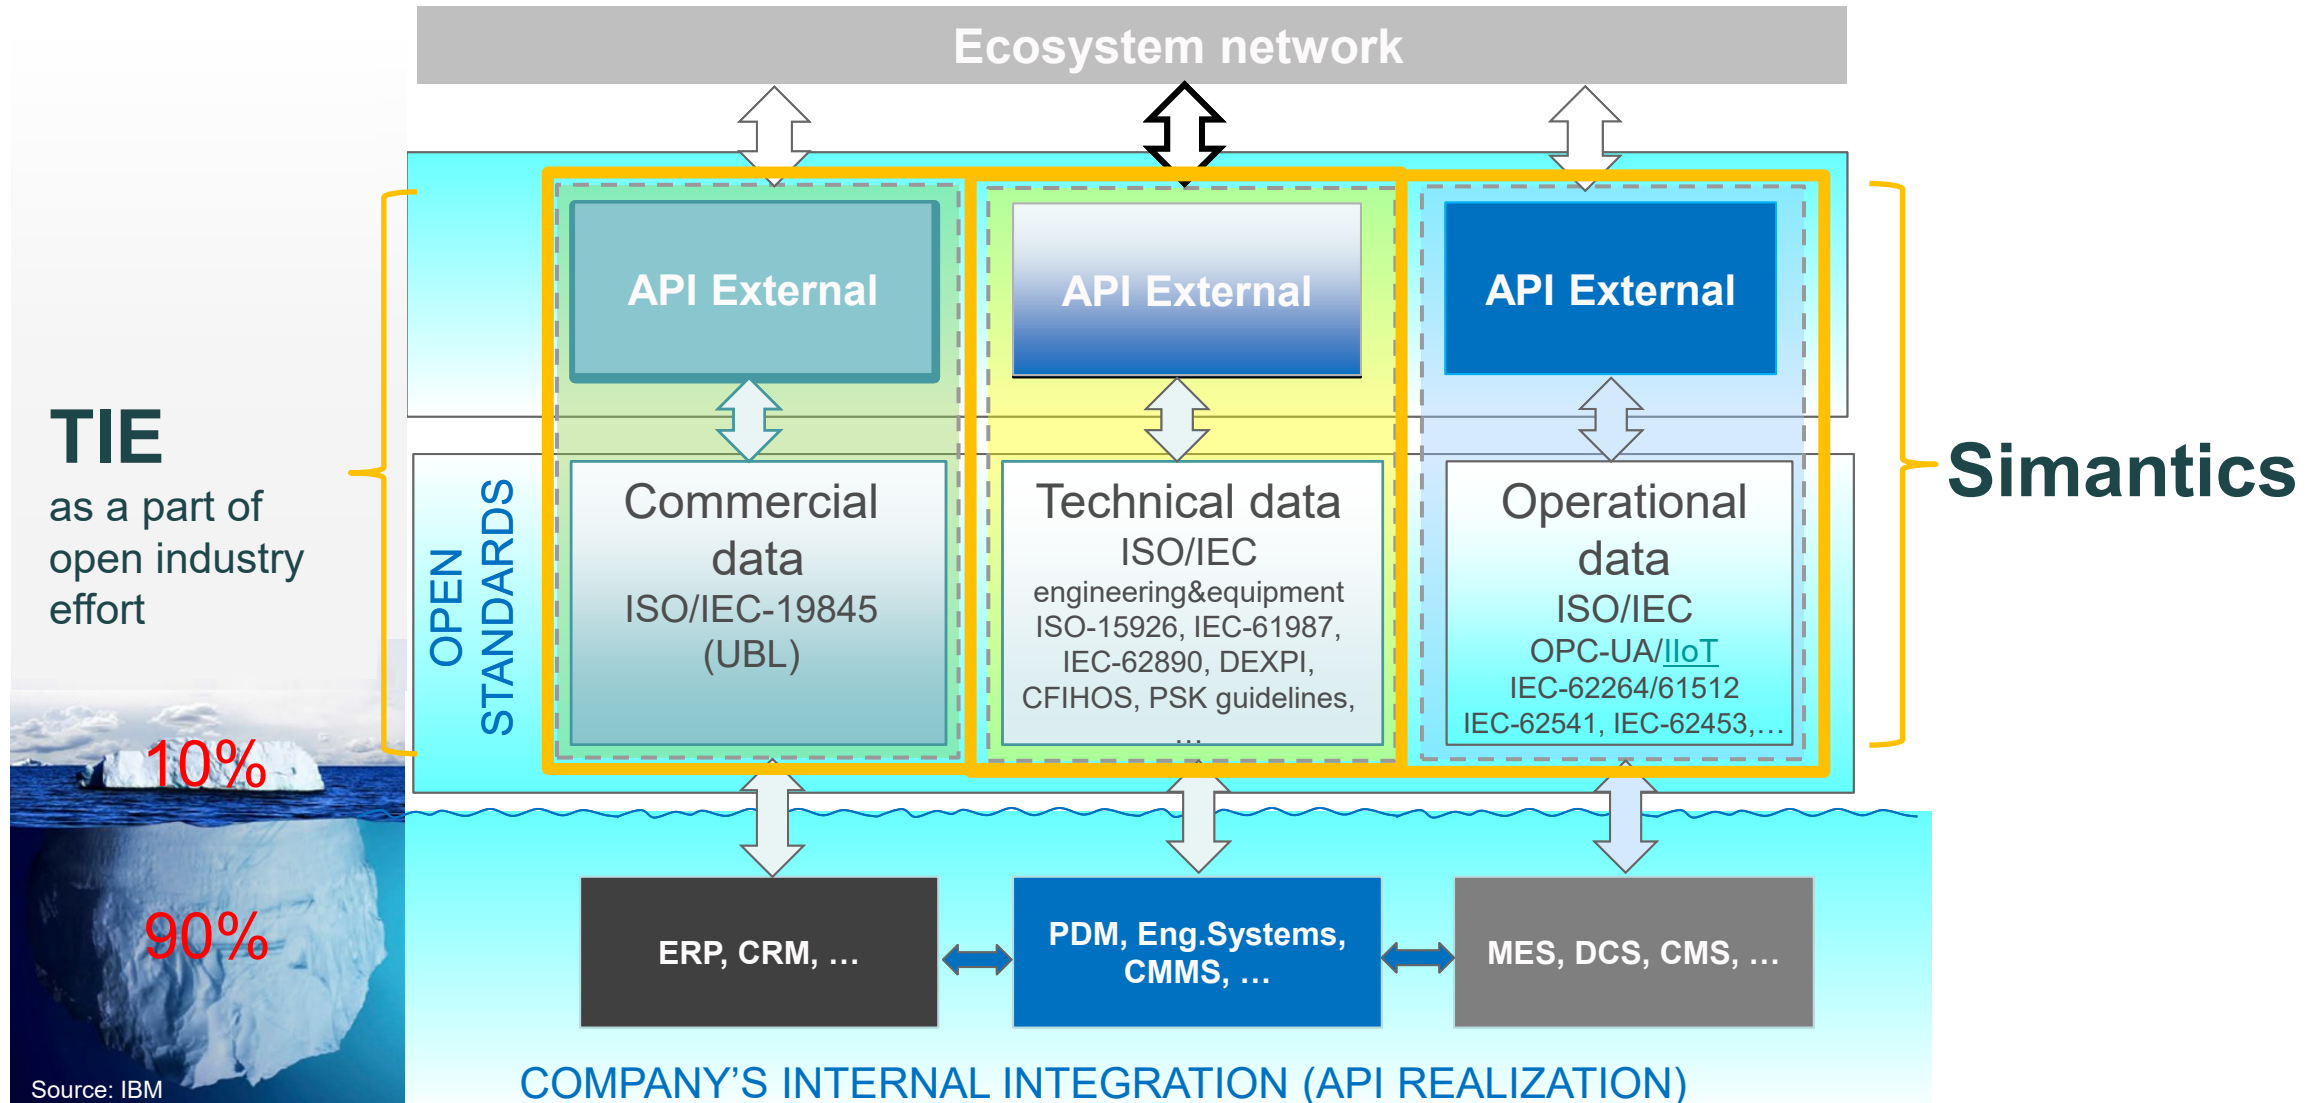 Ecosystem network
API External
API External
API External
TIE
as a part of
open industry
effort
Simantics
OPEN
STANDARDS
Commercial
data
ISO/IEC-19845
(UBL)
Technical data
ISO/IEC
engineering&equipment
ISO-15926, IEC-61987,
IEC-62890, DEXPI,
CFIHOS, PSK guidelines,
…
Operational
data
ISO/IEC
OPC-UA/IIoT
IEC-62264/61512
IEC-62541, IEC-62453,…
10%
90%
ERP, CRM, …
PDM, Eng.Systems,
CMMS, …
MES, DCS, CMS, …
Source: IBM
COMPANY’S INTERNAL INTEGRATION (API REALIZATION)